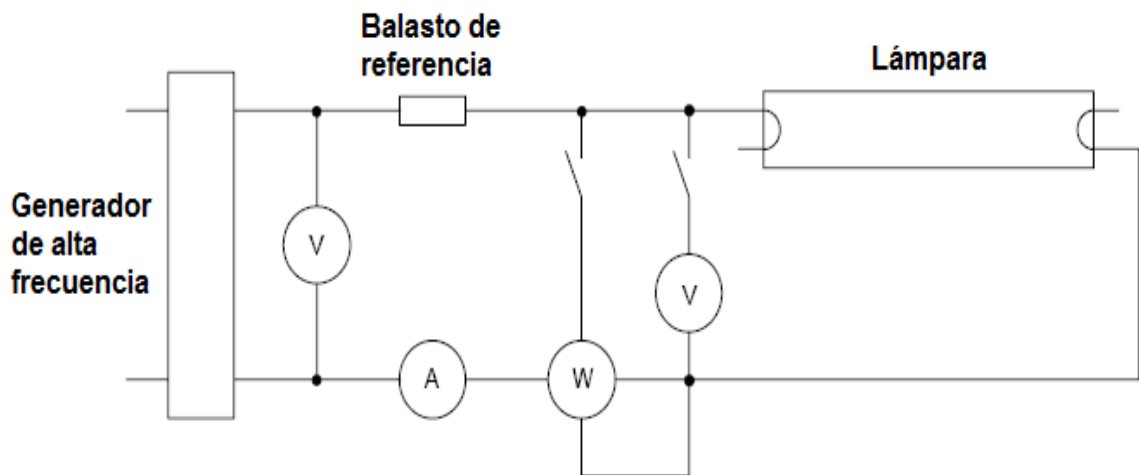 Balasto de
referencia
Lámpara
Generador
de alta
frecuencia
V
V
A
W